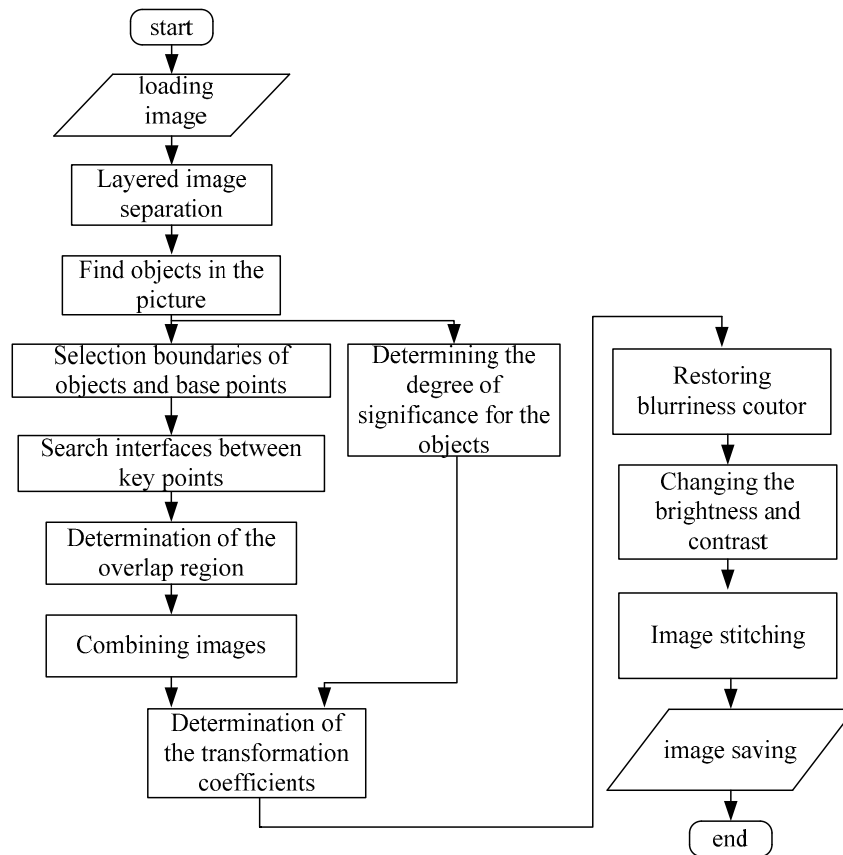 start
loading
image
Layered image
separation
Find objects in the
picture
Selection boundaries of
objects and base points
Determining the
degree of
significance for the
objects
Search interfaces between
key points
Determination of the
overlap region
Combining images
Determination of
the transformation
coefficients
Restoring
blurriness coutor
Changing the
brightness and
contrast
Image stitching
image saving
end